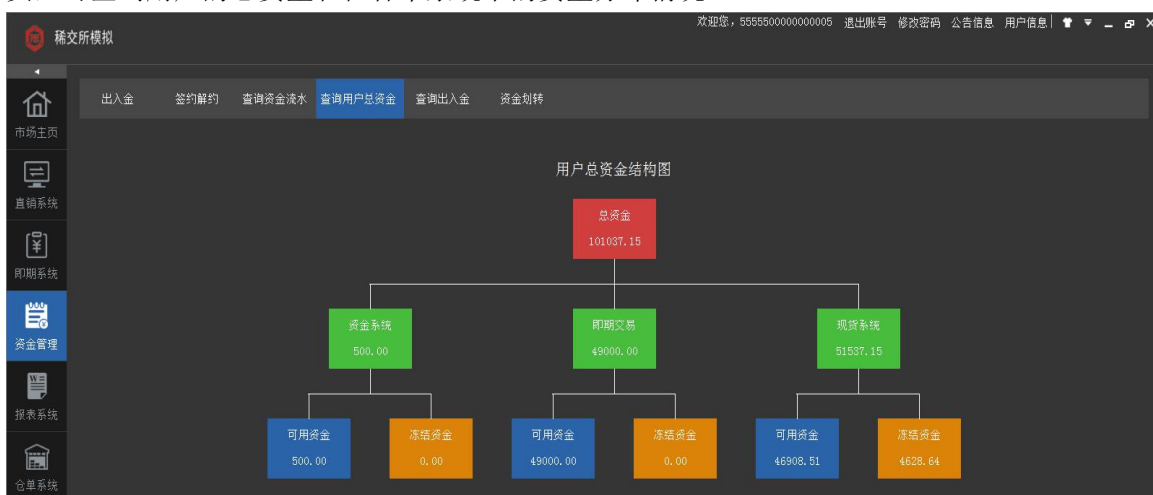 欢迎您，5555500000000005 退出账号 修改密码 公告信息 用户信息
稀交所模拟
出入金 签约解约 查询资金流水 查询用户总资金 查询出入金 资金划转
市场主页
直销系统
即期系统
资金管理
报表系统
仓单系统
用户总资金结构图
总资金
101037.15
资金系统 即期交易 现货系统
500.00 49000.00 51537.15
可用资金 冻结资金 可用资金 冻结资金 可用资金 冻结资金
500.00 0.00 49000.00 0.00 46908.51 4628.64